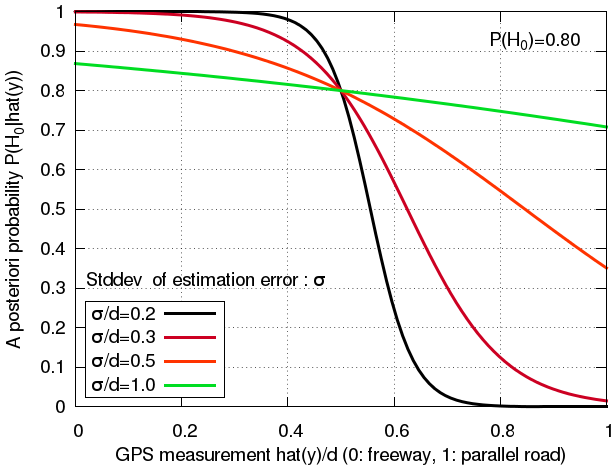 1
0.9
0.8
0.7
0.6
0.5
0.4
0.3
0.2
0.1
0
A posteriori probability P(H₀|hat(y))
P(H₀)=0.80
Stddev of estimation error : σ
σ/d=0.2
σ/d=0.3
σ/d=0.5
σ/d=1.0
0 0.2 0.4 0.6 0.8 1
GPS measurement hat(y)/d (0: freeway, 1: parallel road)